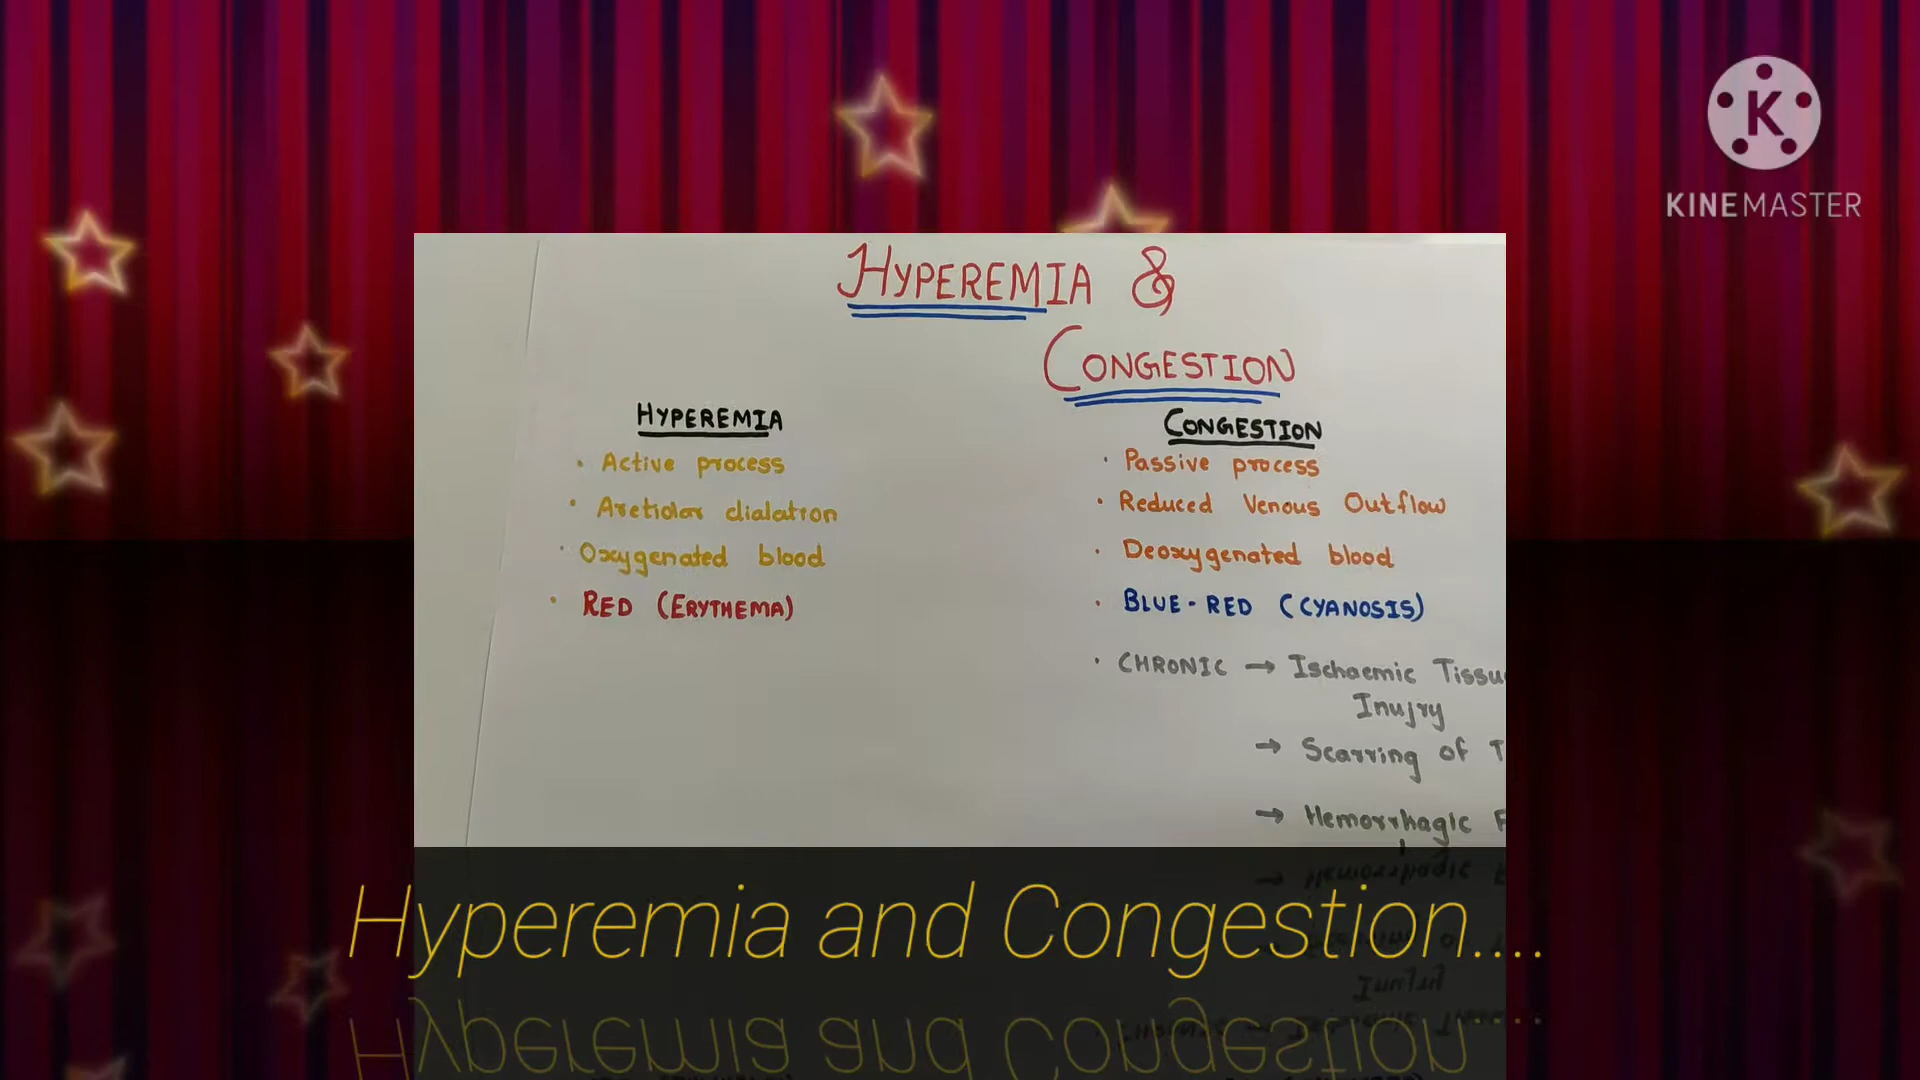 KINEMASTER
HYPEREMIA &
CONGESTION
HYPEREMIA
· Active process
· Aretiolar dialation
· Oxygenated blood
· RED (ERYTHEMA)
CONGESTION
· Passive process
· Reduced Venous Outflow
· Deoxygenated blood
· BLUE-RED (CYANOSIS)
· CHRONIC → Ischaemic Tissu
Inujry
→ Scarring of T
→ Hemorrhagic F
Hyperemia and Congestion....